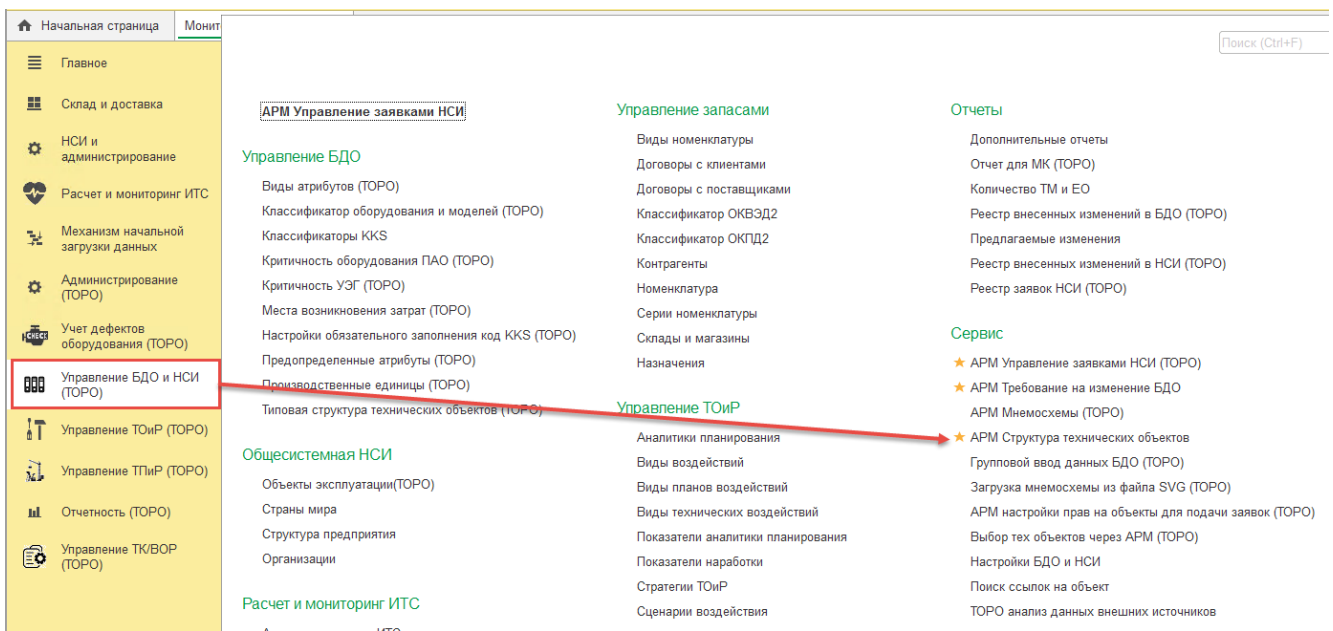 Начальная страница
Монит
Поиск (Ctrl+F)
Главное
Склад и доставка
НСИ и
администрирование
Расчет и мониторинг ИТС
Механизм начальной
загрузки данных
Администрирование
(ТОРО)
CHECK
Учет дефектов
оборудования (ТОРО)
Управление БДО и НСИ
(ТОРО)
Управление ТОиР (ТОРО)
Управление ТПиР (ТОРО)
Отчетность (ТОРО)
Управление ТК/ВОР
(ТОРО)
АРМ Управление заявками НСИ
Управление БДО
Виды атрибутов (ТОРО)
Классификатор оборудования и моделей (ТОРО)
Классификаторы KKS
Критичность оборудования ПАО (ТОРО)
Критичность УЭГ (ТОРО)
Места возникновения затрат (ТОРО)
Настройки обязательного заполнения код KKS (ТОРО)
Предопределенные атрибуты (ТОРО)
Производственные единицы (ТОРО)
Типовая структура технических объектов (ТОРО)
Общесистемная НСИ
Объекты эксплуатации(ТОРО)
Страны мира
Структура предприятия
Организации
Расчет и мониторинг ИТС
Управление запасами
Виды номенклатуры
Договоры с клиентами
Договоры с поставщиками
Классификатор ОКВЭД2
Классификатор ОКПД2
Контрагенты
Номенклатура
Серии номенклатуры
Склады и магазины
Назначения
Управление ТОиР
Аналитики планирования
Виды воздействий
Виды планов воздействий
Виды технических воздействий
Показатели аналитики планирования
Показатели наработки
Стратегии ТОиР
Сценарии воздействия
Отчеты
Дополнительные отчеты
Отчет для МК (ТОРО)
Количество ТМ и ЕО
Реестр внесенных изменений в БДО (ТОРО)
Предлагаемые изменения
Реестр внесенных изменений в НСИ (ТОРО)
Реестр заявок НСИ (ТОРО)
Сервис
АРМ Управление заявками НСИ (ТОРО)
АРМ Требование на изменение БДО
АРМ Мнемосхемы (ТОРО)
АРМ Структура технических объектов
Групповой ввод данных БДО (ТОРО)
Загрузка мнемосхемы из файла SVG (ТОРО)
АРМ настройки прав на объекты для подачи заявок (ТОРО)
Выбор тех объектов через АРМ (ТОРО)
Настройки БДО и НСИ
Поиск ссылок на объект
ТОРО анализ данных внешних источников